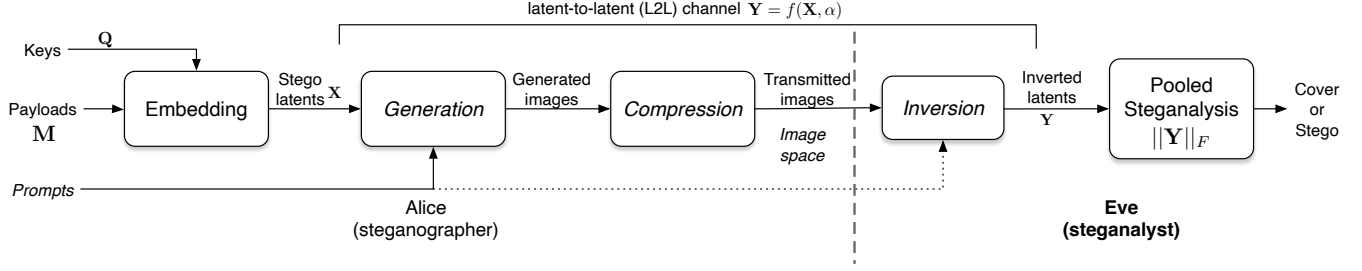 latent-to-latent (L2L) channel Y = f(X, α)
Keys
Q
Payloads
M
Embedding
Stego
latents X
Generation
Generated
images
Compression
Transmitted
images
Image
space
Inversion
Inverted
latents
Y
Pooled
Steganalysis
||Y||_F
Cover
or
Stego
Prompts
Alice
(steganographer)
Eve
(steganalyst)